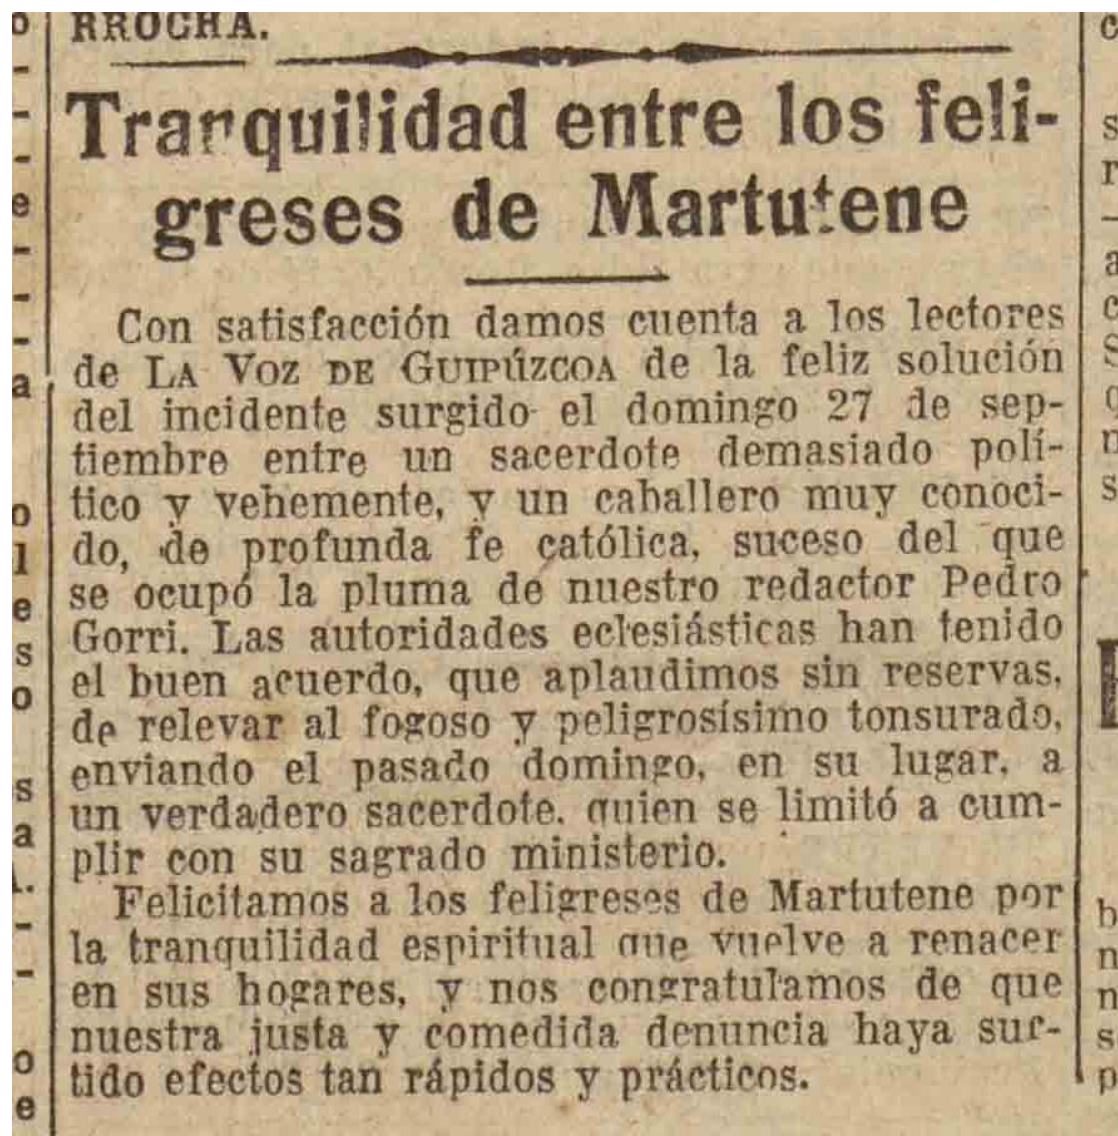 RROCHA.
Tranquilidad entre los feli-
greses de Martutene
Con satisfacción damos cuenta a los lectores
de LA VOZ DE GUIPÚZCOA de la feliz solución
del incidente surgido el domingo 27 de sep-
tiembre entre un sacerdote demasiado polí-
tico y vehemente, y un caballero muy conoci-
do, de profunda fe católica, suceso del que
se ocupó la pluma de nuestro redactor Pedro
Gorri. Las autoridades eclesiásticas han tenido
el buen acuerdo, que aplaudimos sin reservas,
de relevar al fogoso y peligrosísimo tonsurado,
enviando el pasado domingo, en su lugar, a
un verdadero sacerdote, quien se limitó a cum-
plir con su sagrado ministerio.
Felicitamos a los feligreses de Martutene por
la tranquilidad espiritual que vuelve a renacer
en sus hogares, y nos congratulamos de que
nuestra justa y comedida denuncia haya sur-
tido efectos tan rápidos y prácticos.